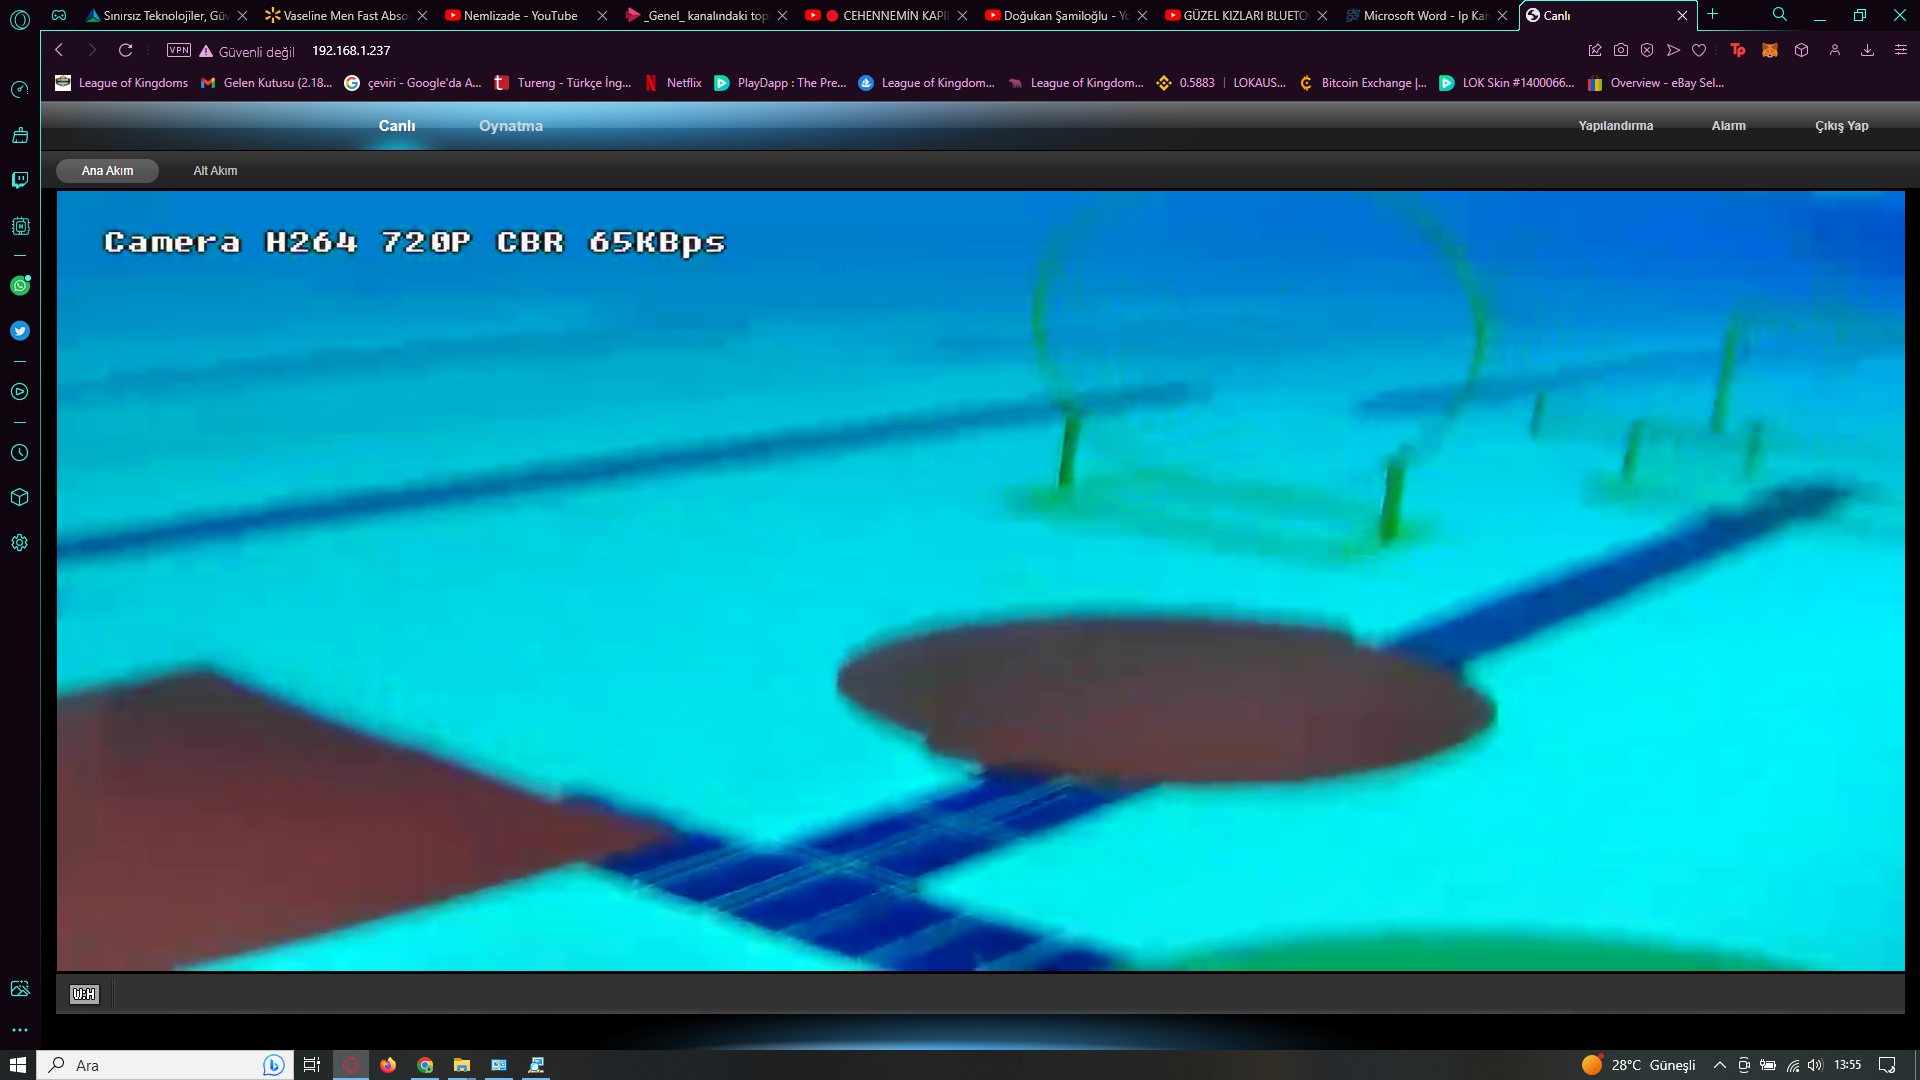 Sınırsız Teknolojiler, Güv
Vaseline Men Fast Abso
Nemlizade - YouTube
_Genel_ kanalındaki top
CEHENNEMİN KAPI
Doğukan Şamiloğlu - Yo
GÜZEL KIZLARI BLUETO
Microsoft Word - Ip Kam
Canlı
VPN
Güvenli değil
192.168.1.237
League of Kingdoms
Gelen Kutusu (2.18...
çeviri - Google'da A...
Tureng - Türkçe İng...
Netflix
PlayDapp : The Pre...
League of Kingdom...
League of Kingdom...
0.5883 | LOKAUS...
Bitcoin Exchange |...
LOK Skin #1400066...
Overview - eBay Sel...
Canlı
Oynatma
Yapılandırma
Alarm
Çıkış Yap
Ana Akım
Alt Akım
Camera H264 720P CBR 65KBps
W:H
Ara
28°C Güneşli
13:55